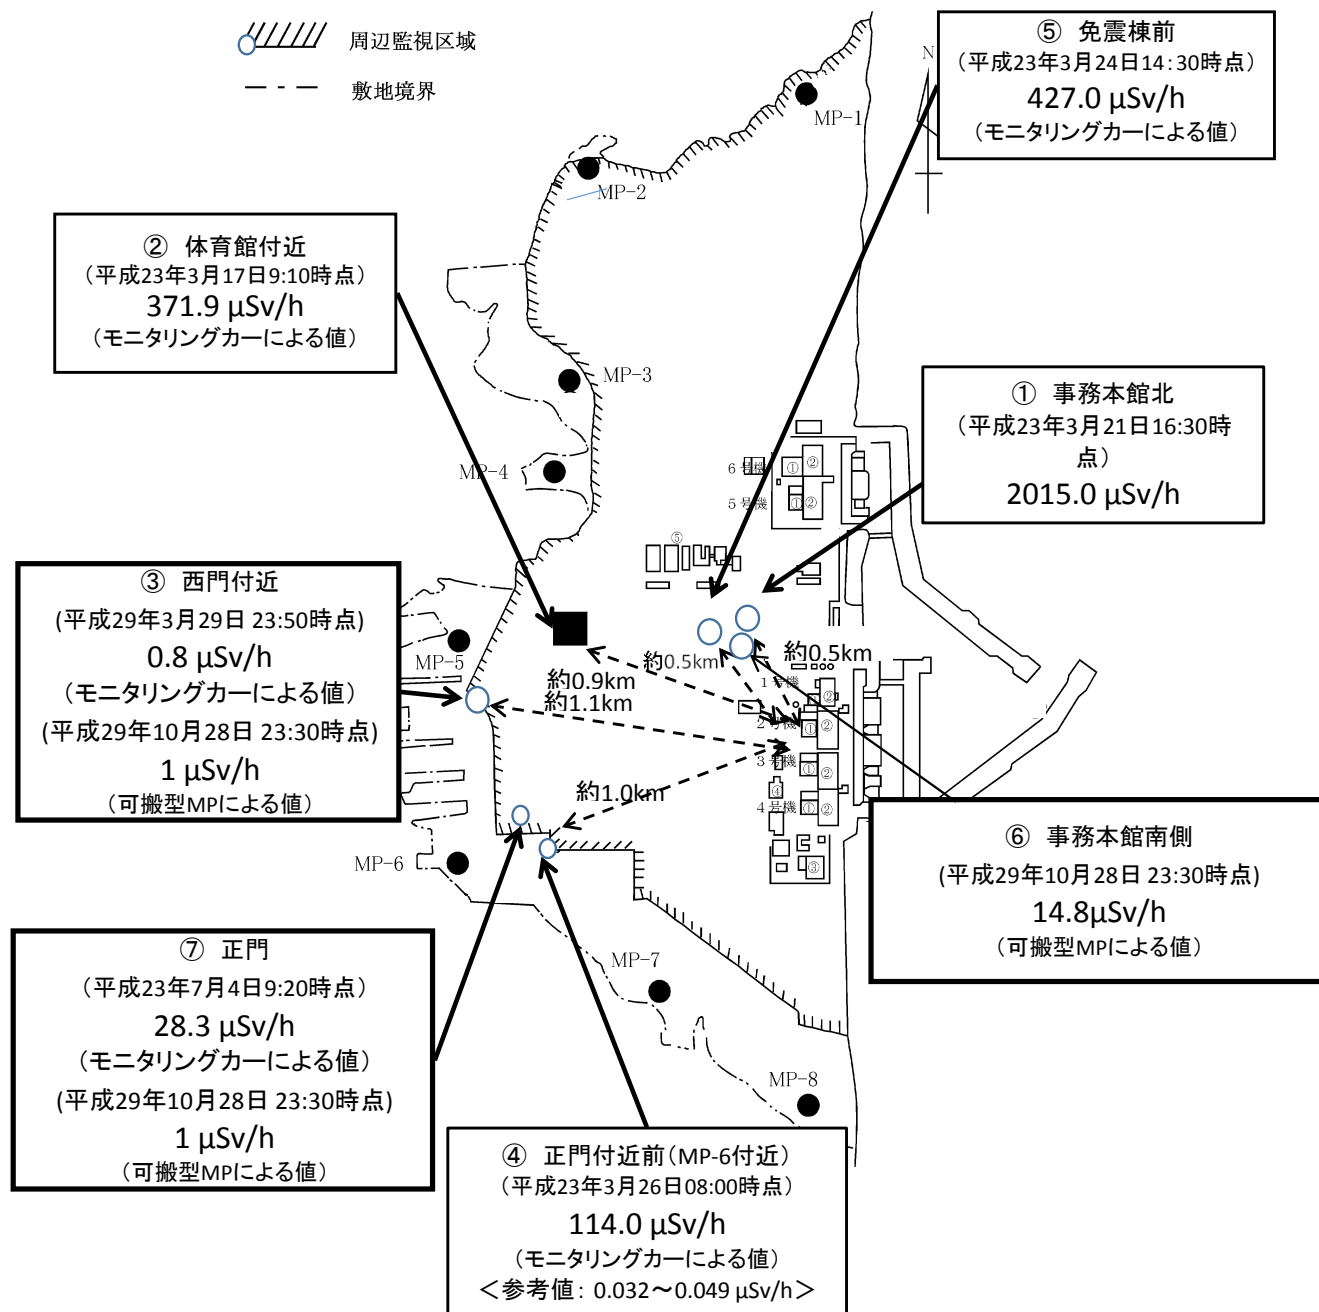 周辺監視区域
敷地境界
⑤ 免震棟前
（平成23年3月24日14：30時点）
427.0 μSv/h
（モニタリングカーによる値）
N
MP-1
MP-2
② 体育館付近
（平成23年3月17日9:10時点）
371.9 μSv/h
（モニタリングカーによる値）
MP-3
① 事務本館北
（平成23年3月21日16:30時
点）
2015.0 μSv/h
MP-4
6号機
①
②
5号機
①
②
⑤
③ 西門付近
(平成29年3月29日 23:50時点)
0.8 μSv/h
（モニタリングカーによる値）
(平成29年10月28日 23:30時点)
1 μSv/h
（可搬型MPによる値）
MP-5
約0.5km
約0.5km
約0.9km
約1.1km
1号機
②
2号機
①
②
3号機
①
②
約1.0km
④
4号機
①
②
③
MP-6
⑥ 事務本館南側
(平成29年10月28日 23:30時点)
14.8μSv/h
（可搬型MPによる値）
⑦ 正門
（平成23年7月4日9:20時点）
28.3 μSv/h
（モニタリングカーによる値）
(平成29年10月28日 23:30時点)
1 μSv/h
（可搬型MPによる値）
MP-7
MP-8
④ 正門付近前（MP-6付近）
（平成23年3月26日08:00時点）
114.0 μSv/h
（モニタリングカーによる値）
＜参考値： 0.032～0.049 μSv/h＞